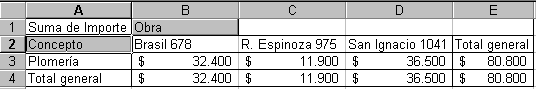 A B C D E
1 Suma de Importe Obra
2 Concepto Brasil 678 R. Espinoza 975 San Ignacio 1041 Total general
3 Plomería $ 32.400 $ 11.900 $ 36.500 $ 80.800
4 Total general $ 32.400 $ 11.900 $ 36.500 $ 80.800